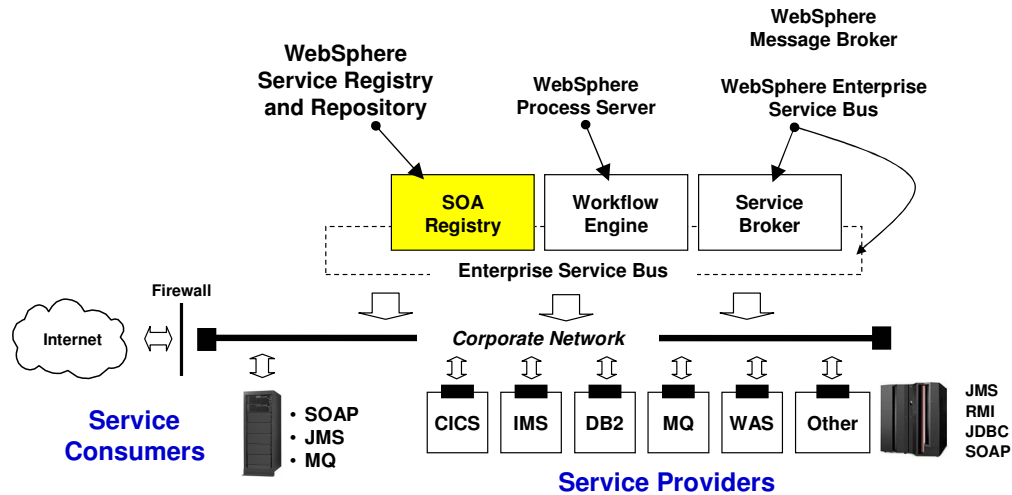 WebSphere
Message Broker
WebSphere
Service Registry
and Repository
WebSphere
Process Server
WebSphere Enterprise
Service Bus
SOA
Registry
Workflow
Engine
Service
Broker
Enterprise Service Bus
Firewall
Internet
Corporate Network
Service
Consumers
• SOAP
• JMS
• MQ
CICS
IMS
DB2
MQ
WAS
Other
JMS
RMI
JDBC
SOAP
Service Providers